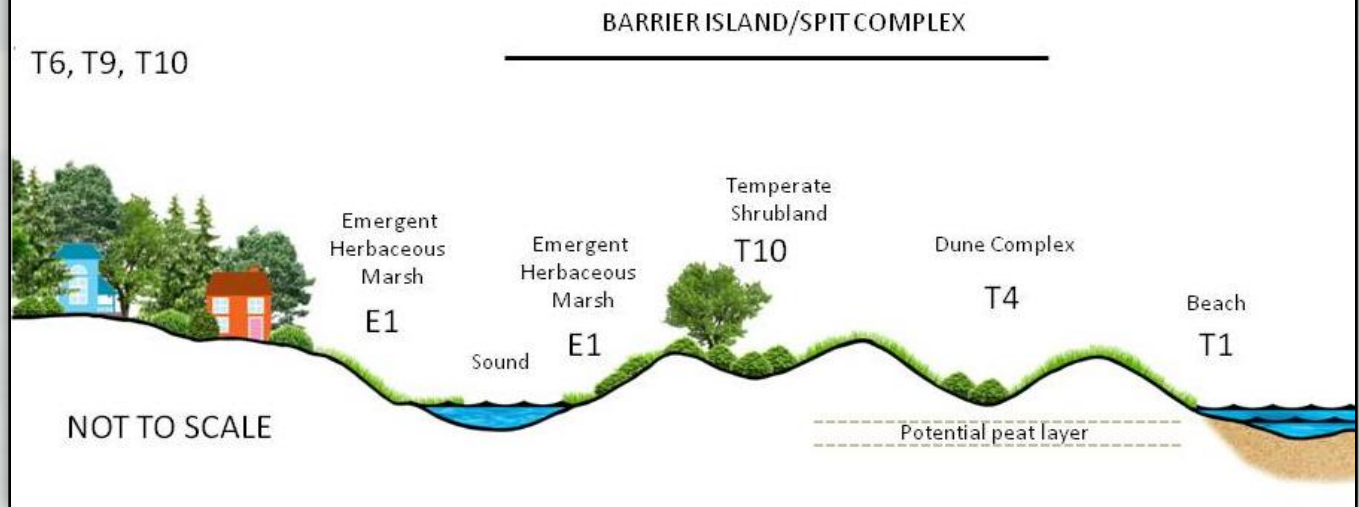 BARRIER ISLAND/SPIT COMPLEX
T6, T9, T10
Emergent
Herbaceous
Marsh
E1
Sound
Emergent
Herbaceous
Marsh
E1
Temperate
Shrubland
T10
Dune Complex
T4
Beach
T1
NOT TO SCALE
Potential peat layer